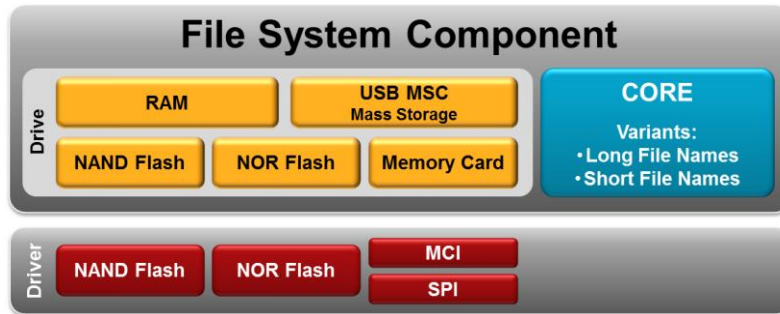 File System Component
Drive
RAM
USB MSC
Mass Storage
NAND Flash
NOR Flash
Memory Card
CORE
Variants:
•Long File Names
•Short File Names
Driver
NAND Flash
NOR Flash
MCI
SPI